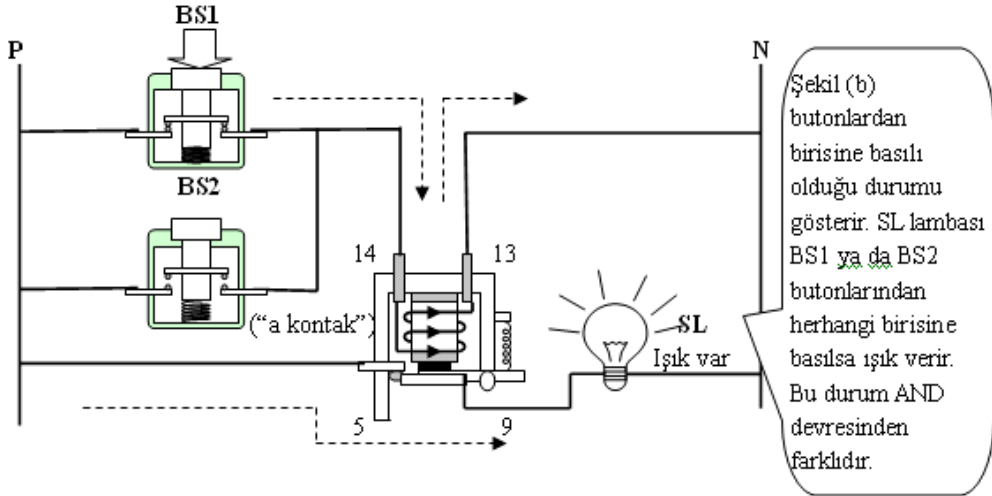 BS1
P
N
BS2
14
13
("a kontak")
SL
Işık var
5
9
Şekil (b)
butonlardan
birisine basılı
olduğu durumu
gösterir. SL lambası
BS1 ya da BS2
butonlarından
herhangi birisine
basılsa ışık verir.
Bu durum AND
devresinden
farklıdır.